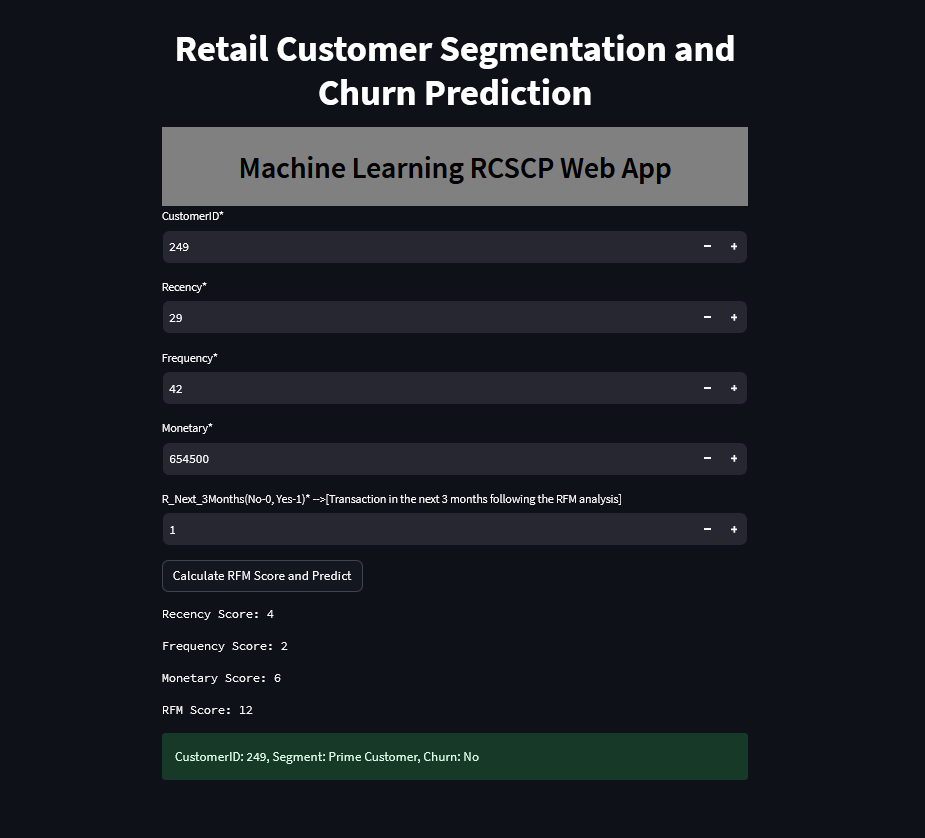 Retail Customer Segmentation and
Churn Prediction
Machine Learning RCSCP Web App
CustomerID*
249
Recency*
29
Frequency*
42
Monetary*
654500
R_Next_3Months(No-0, Yes-1)* -->[Transaction in the next 3 months following the RFM analysis]
1
Calculate RFM Score and Predict
Recency Score: 4
Frequency Score: 2
Monetary Score: 6
RFM Score: 12
CustomerID: 249, Segment: Prime Customer, Churn: No